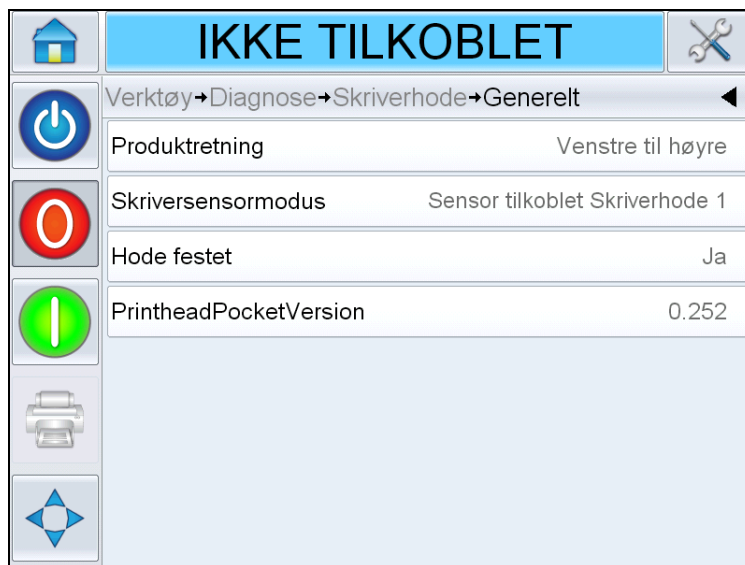 IKKE TILKOBLET
Verktøy→Diagnose→Skriverhode→Generelt
Produktretning Venstre til høyre
Skriversensormodus Sensor tilkoblet Skriverhode 1
Hode festet Ja
PrintheadPocketVersion 0.252